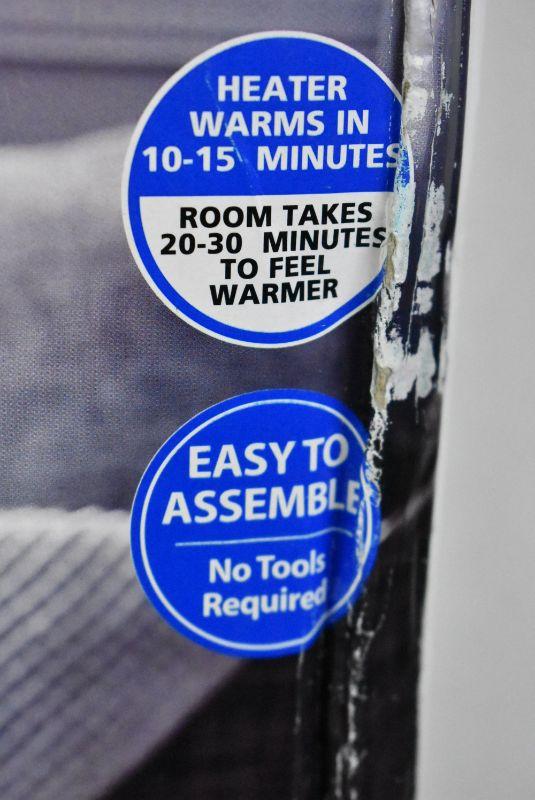 HEATER
WARMS IN
10-15 MINUTES
ROOM TAKES
20-30 MINUTES
TO FEEL
WARMER
EASY TO
ASSEMBLE
No Tools
Required